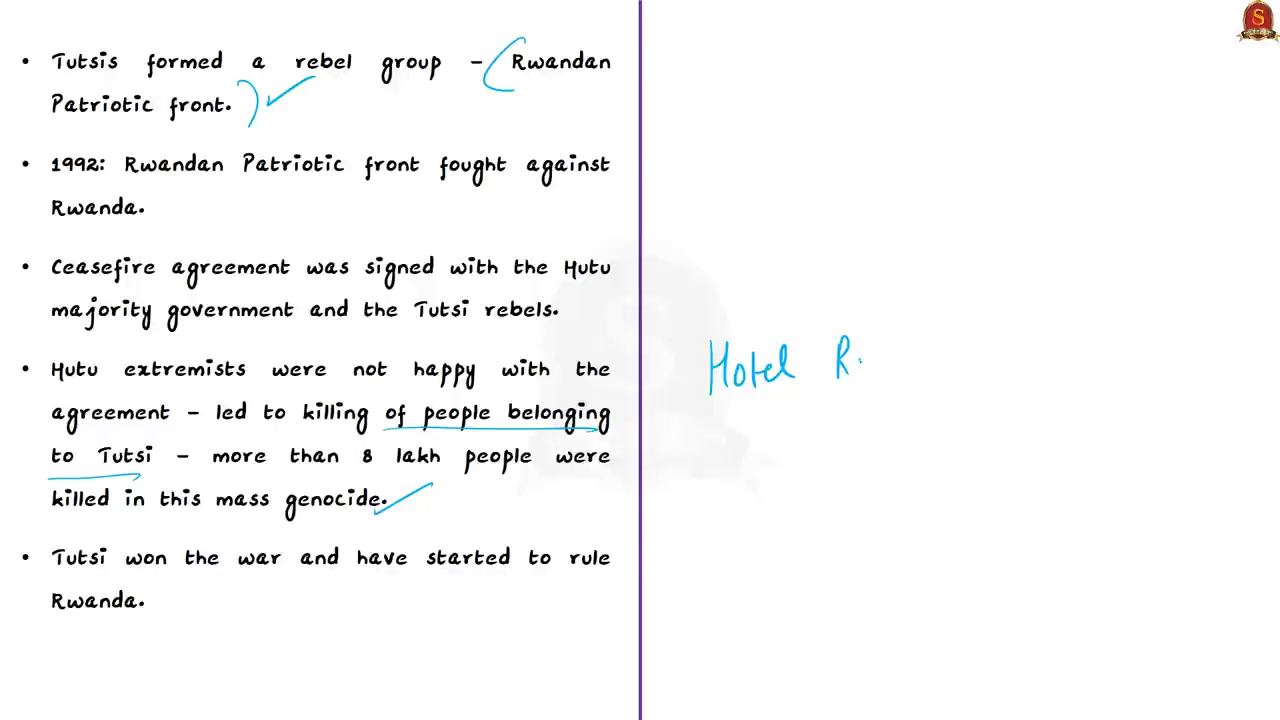 • Tutsis formed a rebel group – Rwandan
Patriotic front.
• 1992: Rwandan Patriotic front fought against
Rwanda.
• Ceasefire agreement was signed with the Hutu
majority government and the Tutsi rebels.
• Hutu extremists were not happy with the
agreement – led to killing of people belonging
to Tutsi – more than 8 lakh people were
killed in this mass genocide.
• Tutsi won the war and have started to rule
Rwanda.
Hotel R
S